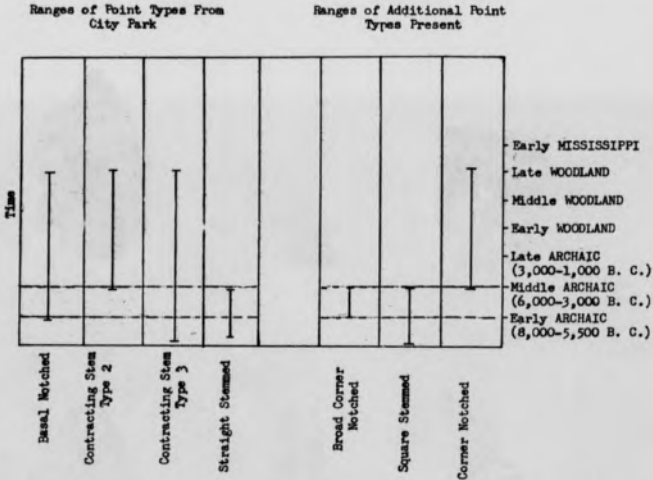 Ranges of Point Types From
City Park
Ranges of Additional Point
Types Present
Time
Early MISSISSIPPI
Late WOODLAND
Middle WOODLAND
Early WOODLAND
Late ARCHAIC
(3,000-1,000 B. C.)
Middle ARCHAIC
(6,000-3,000 B. C.)
Early ARCHAIC
(8,000-5,500 B. C.)
Basal Notched
Contracting Stem
Type 2
Contracting Stem
Type 3
Straight Stemmed
Broad Corner
Notched
Square Stemmed
Corner Notched